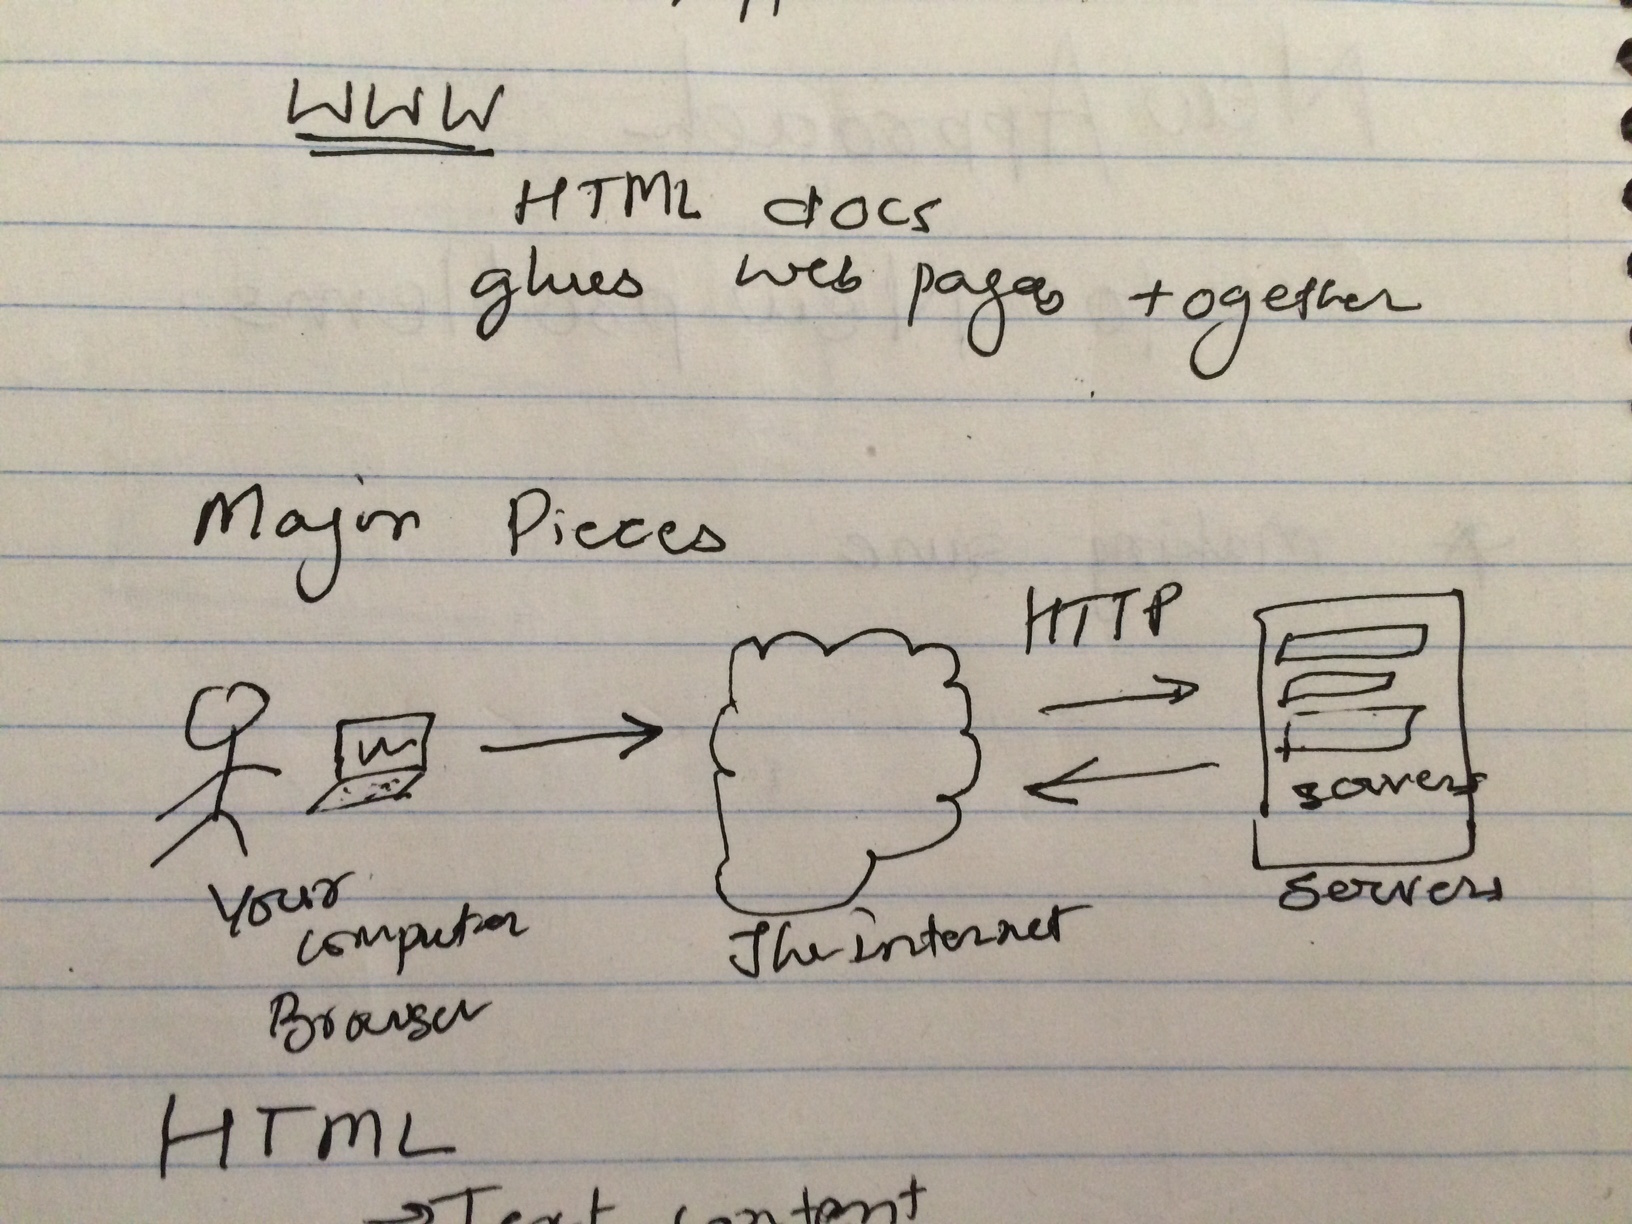 WWW
HTML docs
glues web pages together
Major Pieces
HTTP
servers
servers
The internet
Your
computer
Browser
HTML
→ Text content